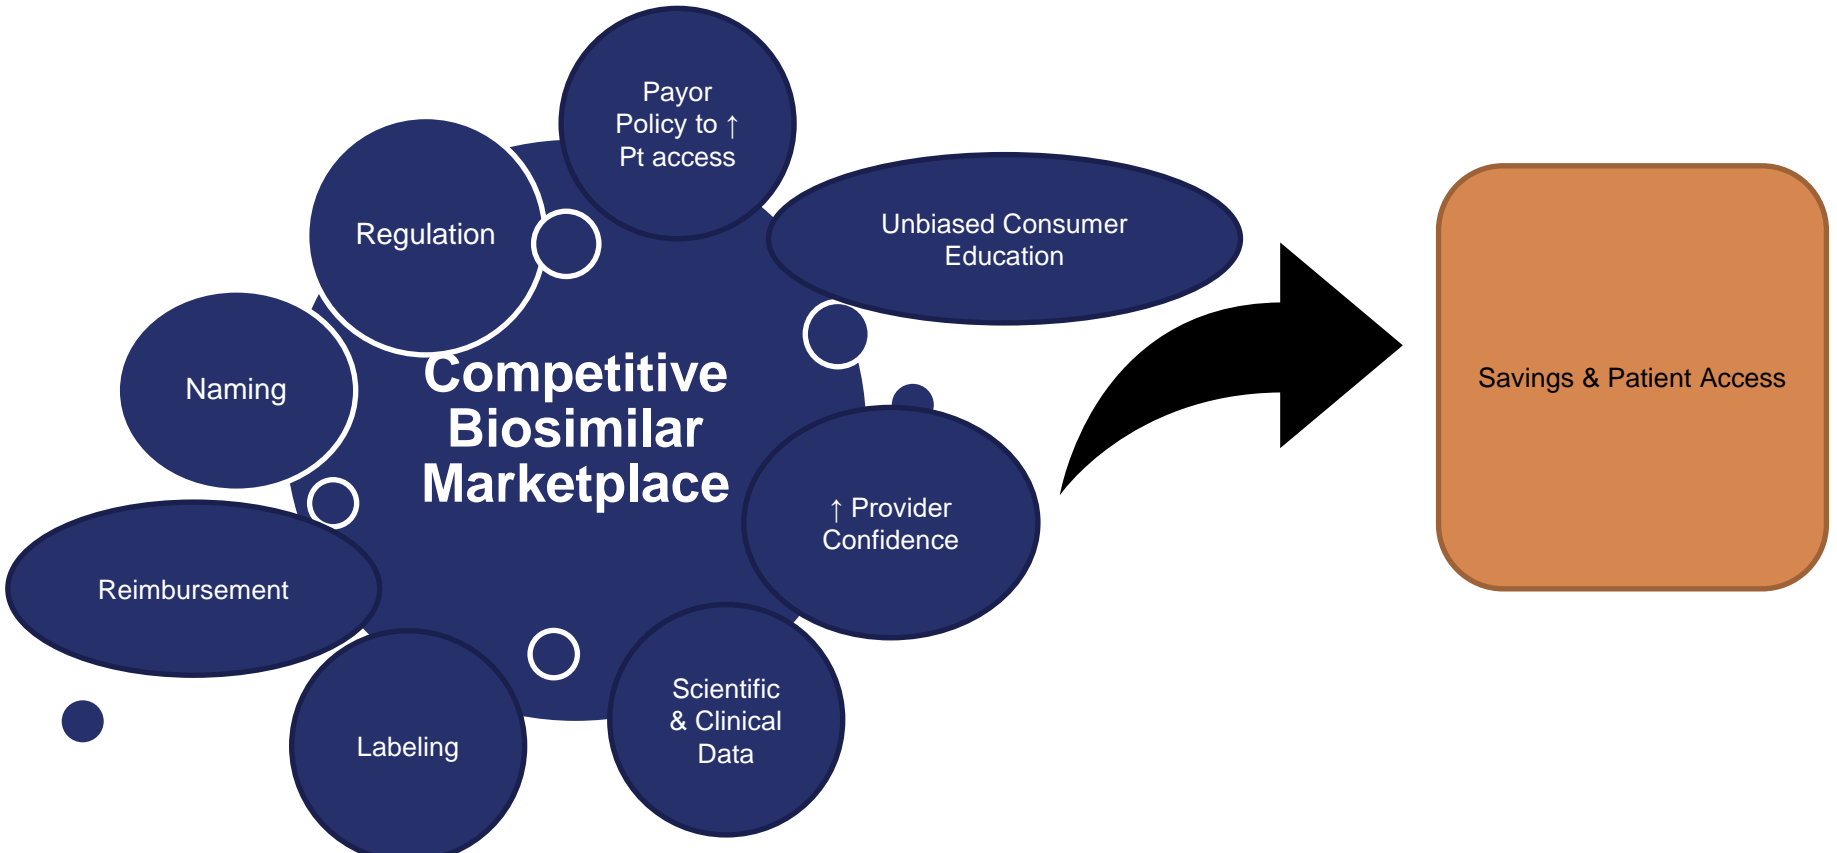 Payor
Policy to ↑
Pt access
Regulation
Unbiased Consumer
Education
Naming
Competitive
Biosimilar
Marketplace
Savings & Patient Access
↑ Provider
Confidence
Reimbursement
Scientific
& Clinical
Data
Labeling